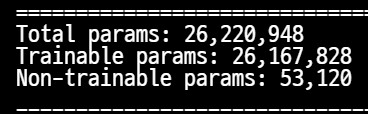 Total params: 26,220,948
Trainable params: 26,167,828
Non-trainable params: 53,120